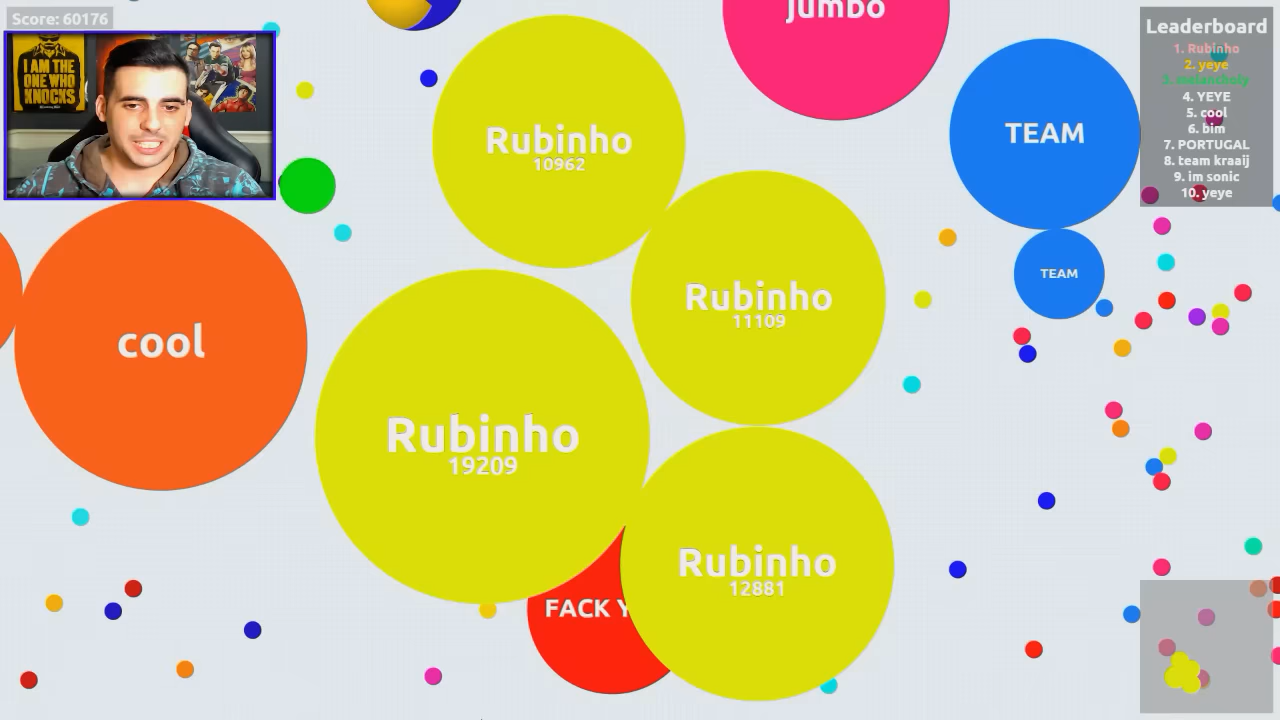 Score: 60176
I AM THE
ONE WHO
KNOCKS
jumbo
Leaderboard
1. Rubinho
2. yeye
3. melancholy
4. YEYE
5. cool
6. bim
7. PORTUGAL
8. team kraaij
9. im sonic
10. yeye
Rubinho
10962
TEAM
TEAM
Rubinho
11109
cool
Rubinho
19209
Rubinho
12881
FACK Y